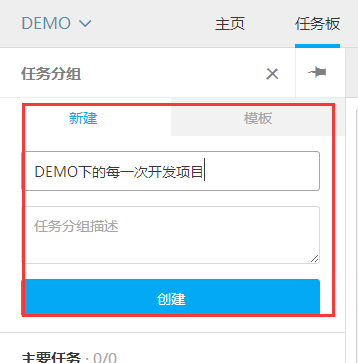 DEMO 主页 任务板
任务分组
新建 模板
DEMO下的每一次开发项目
任务分组描述
创建
主要任务 · 0/0